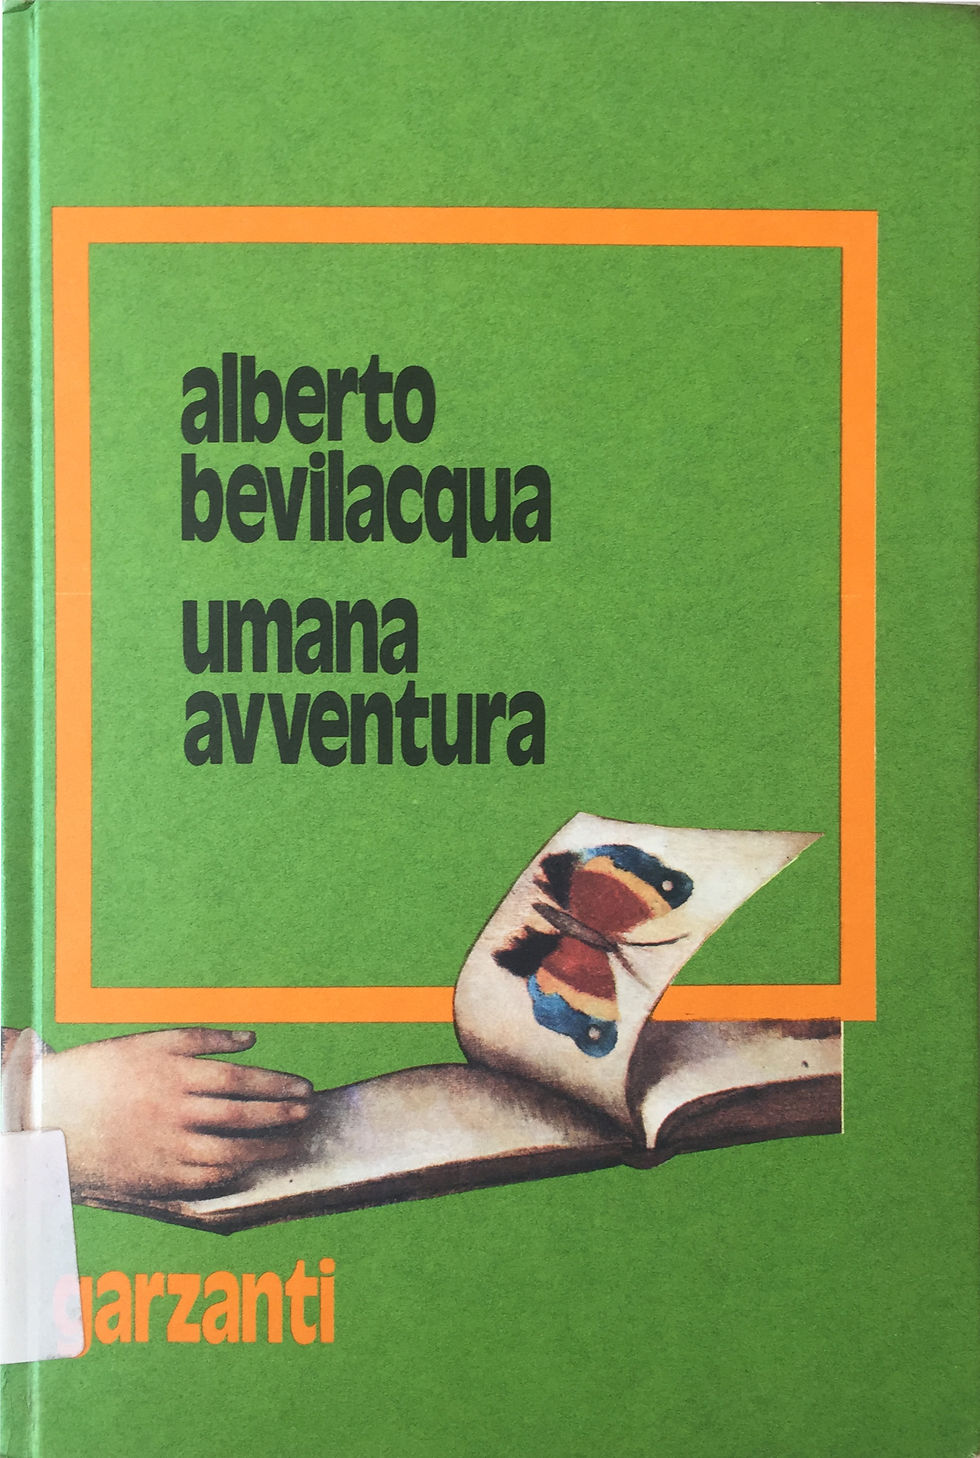 alberto
bevilacqua
umana
avventura
garzanti